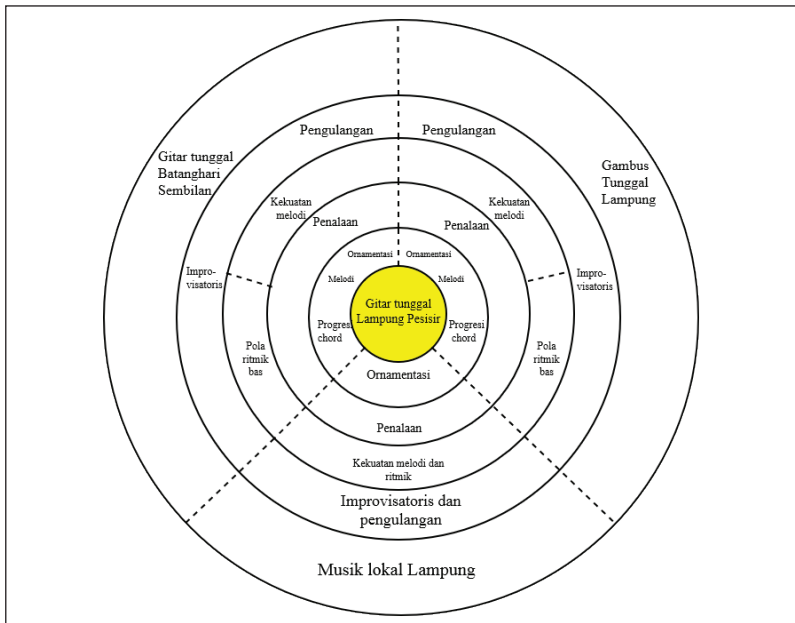 Pengulangan
Pengulangan
Gitar tunggal
Batanghari
Sembilan
Gambus
Tunggal
Lampung
Kekuatan
melodi
Kekuatan
melodi
Penalaan
Penalaan
Ornamentasi
Ornamentasi
Impro-
visatoris
Impro-
visatoris
Melodi
Melodi
Gitar tunggal
Lampung Pesisir
Progresi
chord
Progresi
chord
Pola
ritmik
bas
Pola
ritmik
bas
Ornamentasi
Penalaan
Kekuatan melodi dan
ritmik
Improvisatoris dan
pengulangan
Musik lokal Lampung